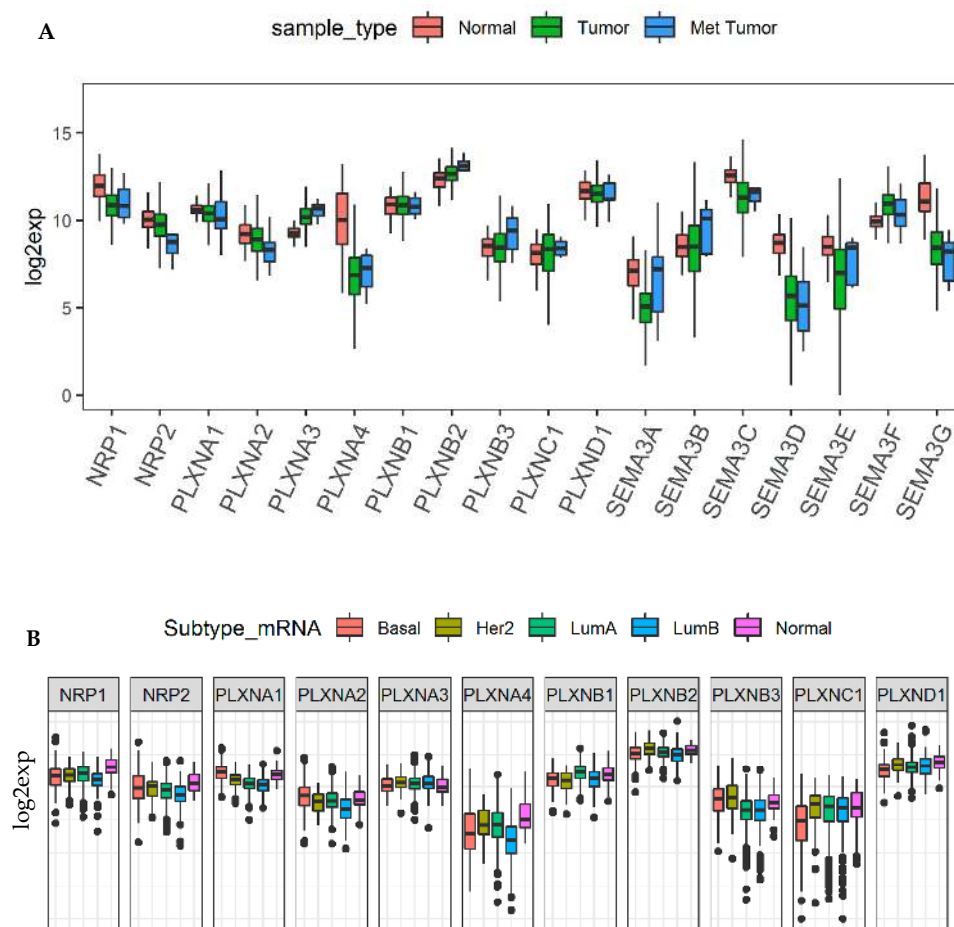 A
sample_type Normal Tumor Met Tumor
log2exp
15
10
5
0
NRP1 NRP2 PLXNA1 PLXNA2 PLXNA3 PLXNA4 PLXNB1 PLXNB2 PLXNB3 PLXNC1 PLXND1 SEMA3A SEMA3B SEMA3C SEMA3D SEMA3E SEMA3F SEMA3G
B
Subtype_mRNA Basal Her2 LumA LumB Normal
NRP1 NRP2 PLXNA1 PLXNA2 PLXNA3 PLXNA4 PLXNB1 PLXNB2 PLXNB3 PLXNC1 PLXND1
log2exp